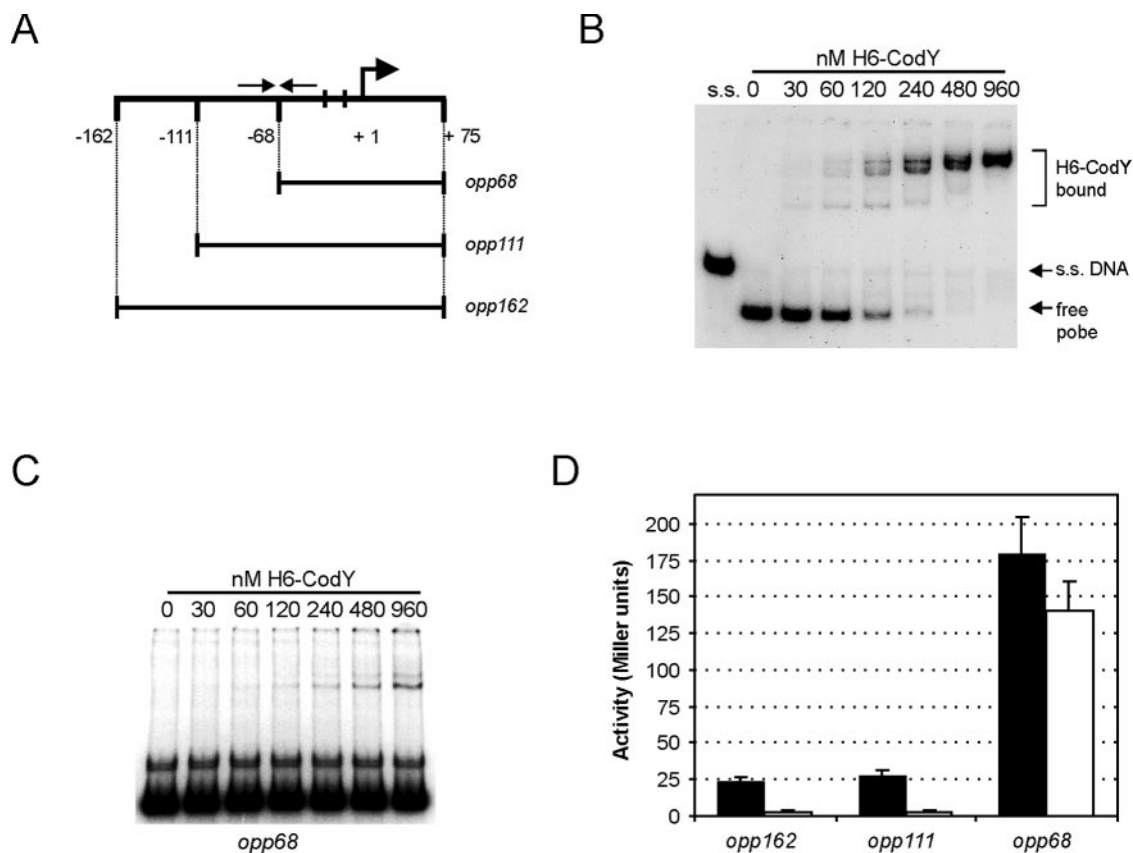 A
-162
-111
-68
+ 1
+ 75
opp68
opp111
opp162
B
nM H6-CodY
s.s. 0 30 60 120 240 480 960
H6-CodY
bound
s.s. DNA
free
pobe
C
nM H6-CodY
0 30 60 120 240 480 960
opp68
D
Activity (Miller units)
200
175
150
125
100
75
50
25
0
opp162 opp111 opp68